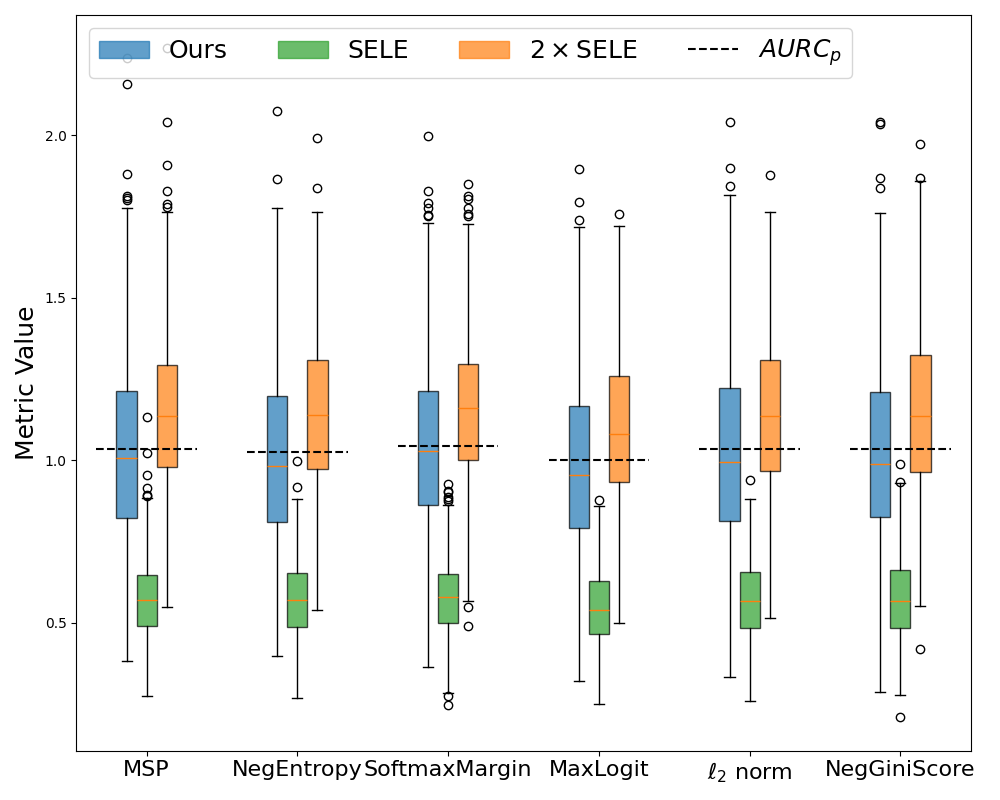 Ours SELE 2 × SELE AURC_p
Metric Value
2.0
1.5
1.0
0.5
MSP NegEntropy SoftmaxMargin MaxLogit ℓ₂ norm NegGiniScore